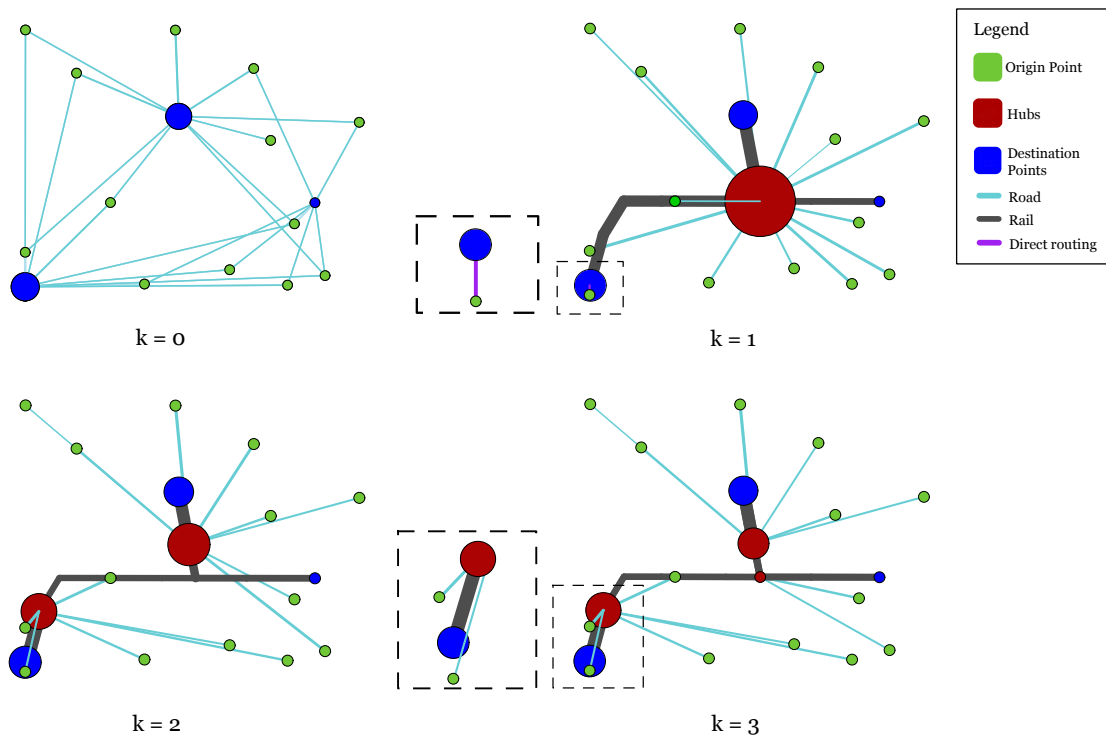 Legend
Origin Point
Hubs
Destination
Points
Road
Rail
Direct routing
k = 0
k = 1
k = 2
k = 3